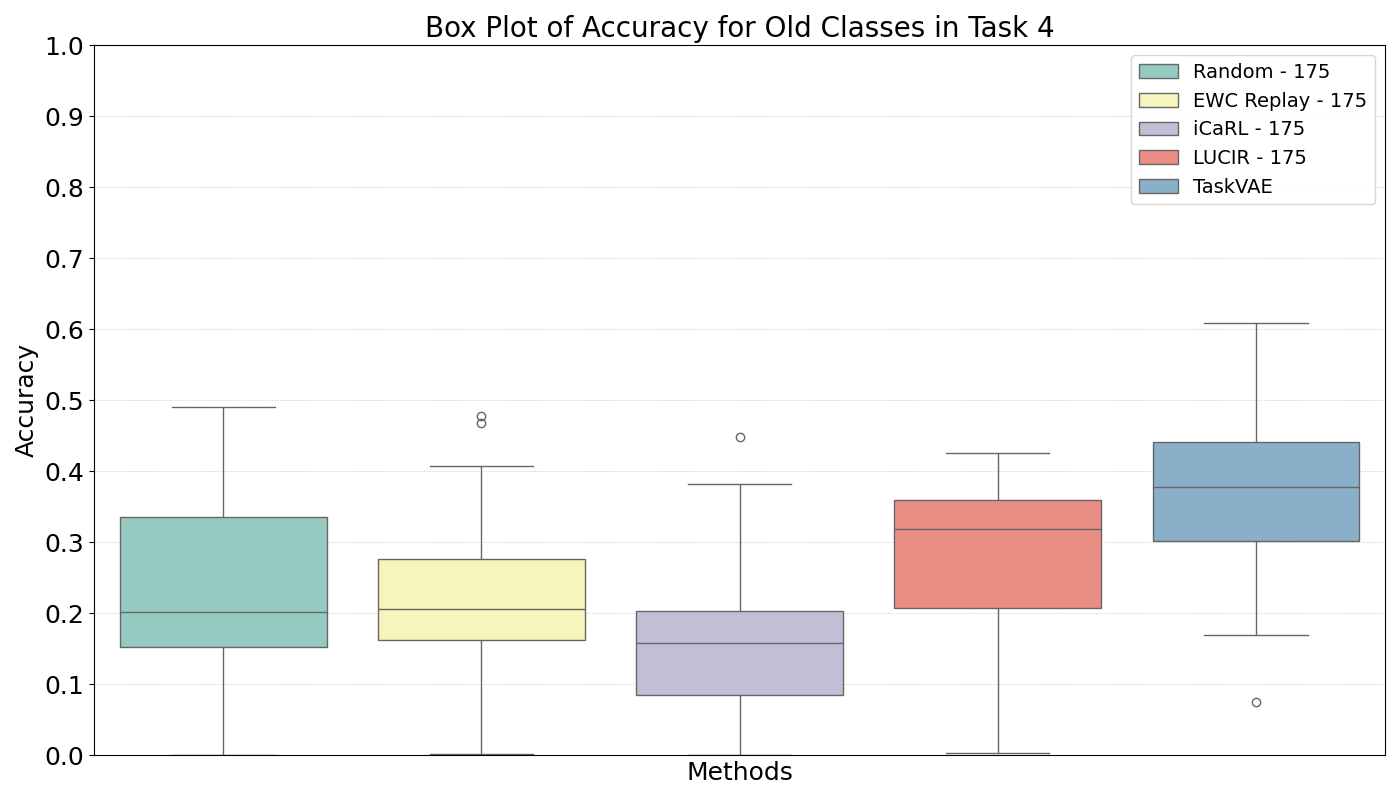 Box Plot of Accuracy for Old Classes in Task 4
1.0
0.9
0.8
0.7
0.6
0.5
0.4
0.3
0.2
0.1
0.0
Accuracy
Methods
Random - 175
EWC Replay - 175
iCaRL - 175
LUCIR - 175
TaskVAE